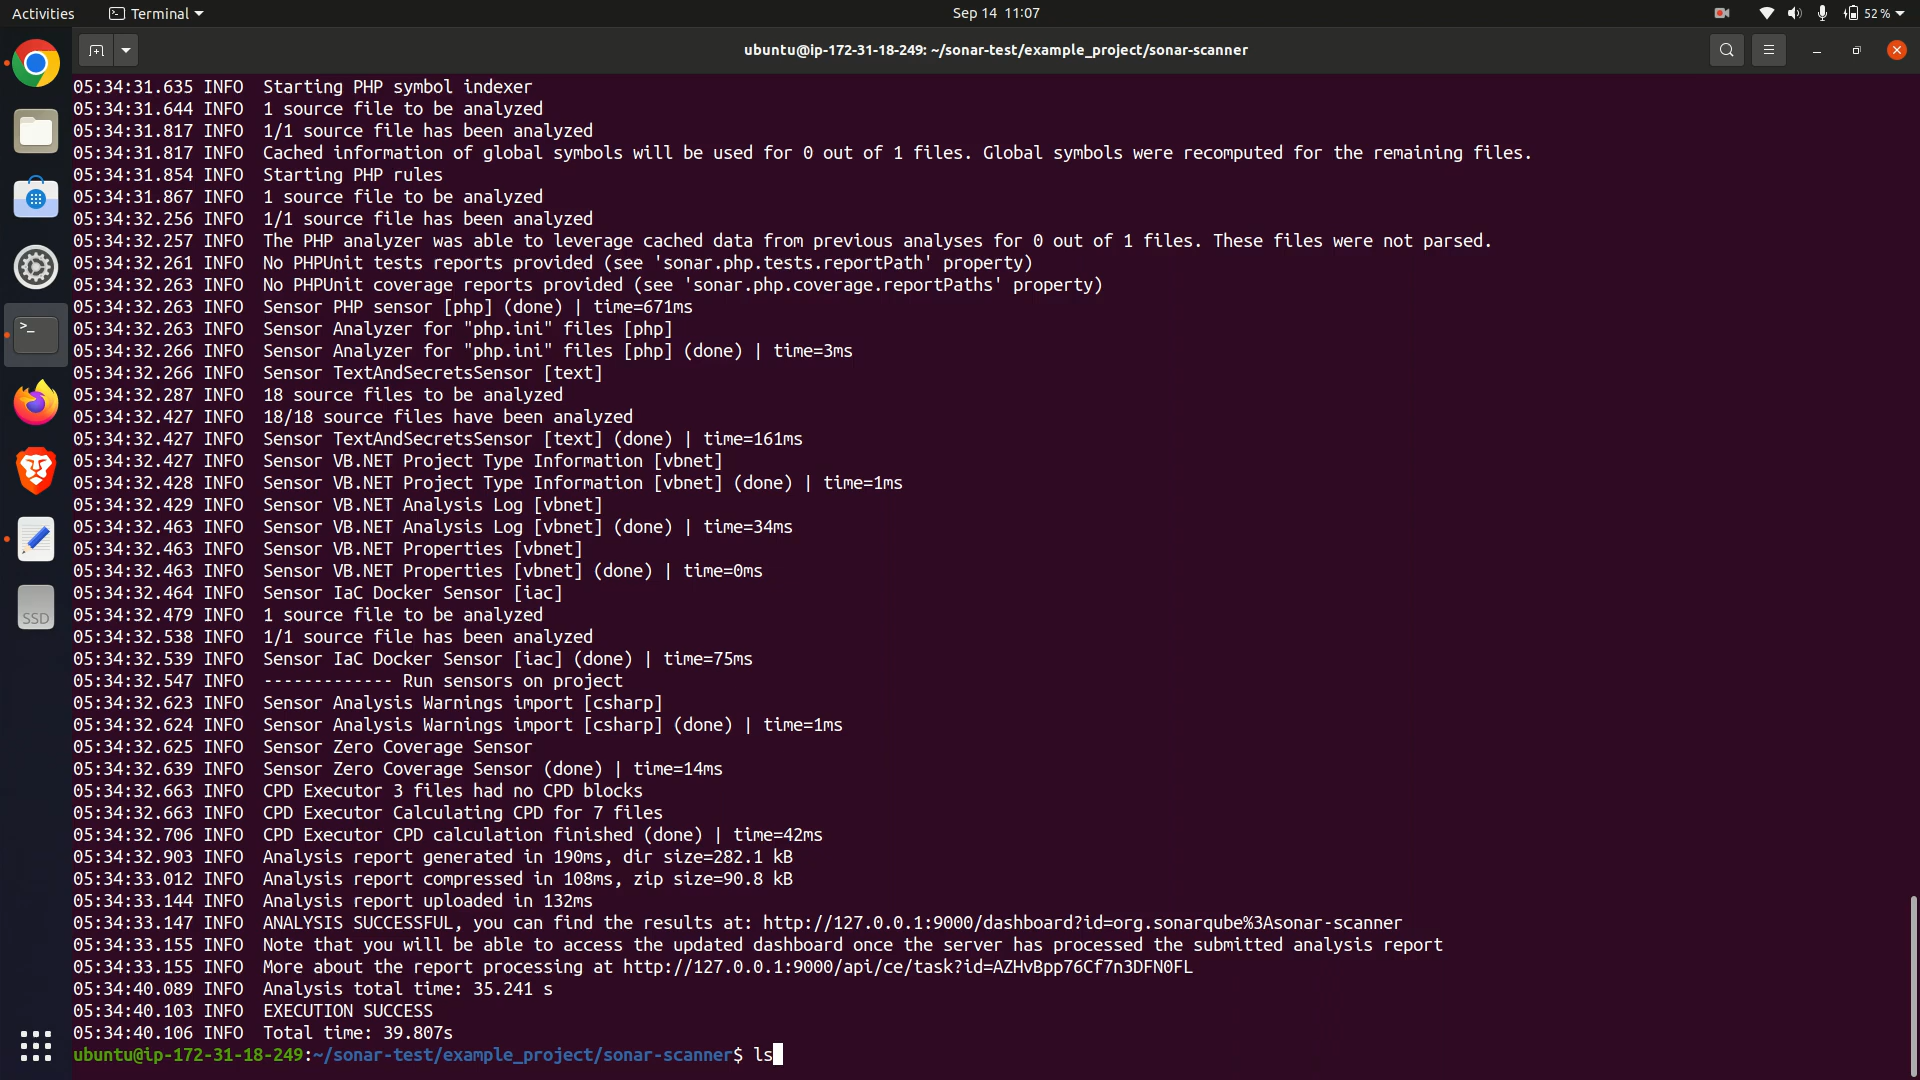 Activities
Terminal
Sep 14 11:07
52 %
ubuntu@ip-172-31-18-249: ~/sonar-test/example_project/sonar-scanner
05:34:31.635 INFO  Starting PHP symbol indexer
05:34:31.644 INFO  1 source file to be analyzed
05:34:31.817 INFO  1/1 source file has been analyzed
05:34:31.817 INFO  Cached information of global symbols will be used for 0 out of 1 files. Global symbols were recomputed for the remaining files.
05:34:31.854 INFO  Starting PHP rules
05:34:31.867 INFO  1 source file to be analyzed
05:34:32.256 INFO  1/1 source file has been analyzed
05:34:32.257 INFO  The PHP analyzer was able to leverage cached data from previous analyses for 0 out of 1 files. These files were not parsed.
05:34:32.261 INFO  No PHPUnit tests reports provided (see 'sonar.php.tests.reportPath' property)
05:34:32.263 INFO  No PHPUnit coverage reports provided (see 'sonar.php.coverage.reportPaths' property)
05:34:32.263 INFO  Sensor PHP sensor [php] (done) | time=671ms
05:34:32.263 INFO  Sensor Analyzer for "php.ini" files [php]
05:34:32.266 INFO  Sensor Analyzer for "php.ini" files [php] (done) | time=3ms
05:34:32.266 INFO  Sensor TextAndSecretsSensor [text]
05:34:32.287 INFO  18 source files to be analyzed
05:34:32.427 INFO  18/18 source files have been analyzed
05:34:32.427 INFO  Sensor TextAndSecretsSensor [text] (done) | time=161ms
05:34:32.427 INFO  Sensor VB.NET Project Type Information [vbnet]
05:34:32.428 INFO  Sensor VB.NET Project Type Information [vbnet] (done) | time=1ms
05:34:32.429 INFO  Sensor VB.NET Analysis Log [vbnet]
05:34:32.463 INFO  Sensor VB.NET Analysis Log [vbnet] (done) | time=34ms
05:34:32.463 INFO  Sensor VB.NET Properties [vbnet]
05:34:32.463 INFO  Sensor VB.NET Properties [vbnet] (done) | time=0ms
05:34:32.464 INFO  Sensor IaC Docker Sensor [iac]
05:34:32.479 INFO  1 source file to be analyzed
05:34:32.538 INFO  1/1 source file has been analyzed
05:34:32.539 INFO  Sensor IaC Docker Sensor [iac] (done) | time=75ms
05:34:32.547 INFO  ------------- Run sensors on project
05:34:32.623 INFO  Sensor Analysis Warnings import [csharp]
05:34:32.624 INFO  Sensor Analysis Warnings import [csharp] (done) | time=1ms
05:34:32.625 INFO  Sensor Zero Coverage Sensor
05:34:32.639 INFO  Sensor Zero Coverage Sensor (done) | time=14ms
05:34:32.663 INFO  CPD Executor 3 files had no CPD blocks
05:34:32.663 INFO  CPD Executor Calculating CPD for 7 files
05:34:32.706 INFO  CPD Executor CPD calculation finished (done) | time=42ms
05:34:32.903 INFO  Analysis report generated in 190ms, dir size=282.1 kB
05:34:33.012 INFO  Analysis report compressed in 108ms, zip size=90.8 kB
05:34:33.144 INFO  Analysis report uploaded in 132ms
05:34:33.147 INFO  ANALYSIS SUCCESSFUL, you can find the results at: http://127.0.0.1:9000/dashboard?id=org.sonarqube%3Asonar-scanner
05:34:33.155 INFO  Note that you will be able to access the updated dashboard once the server has processed the submitted analysis report
05:34:33.155 INFO  More about the report processing at http://127.0.0.1:9000/api/ce/task?id=AZHvBpp76Cf7n3DFN0FL
05:34:40.089 INFO  Analysis total time: 35.241 s
05:34:40.103 INFO  EXECUTION SUCCESS
05:34:40.106 INFO  Total time: 39.807s
ubuntu@ip-172-31-18-249:~/sonar-test/example_project/sonar-scanner$ ls
SSD